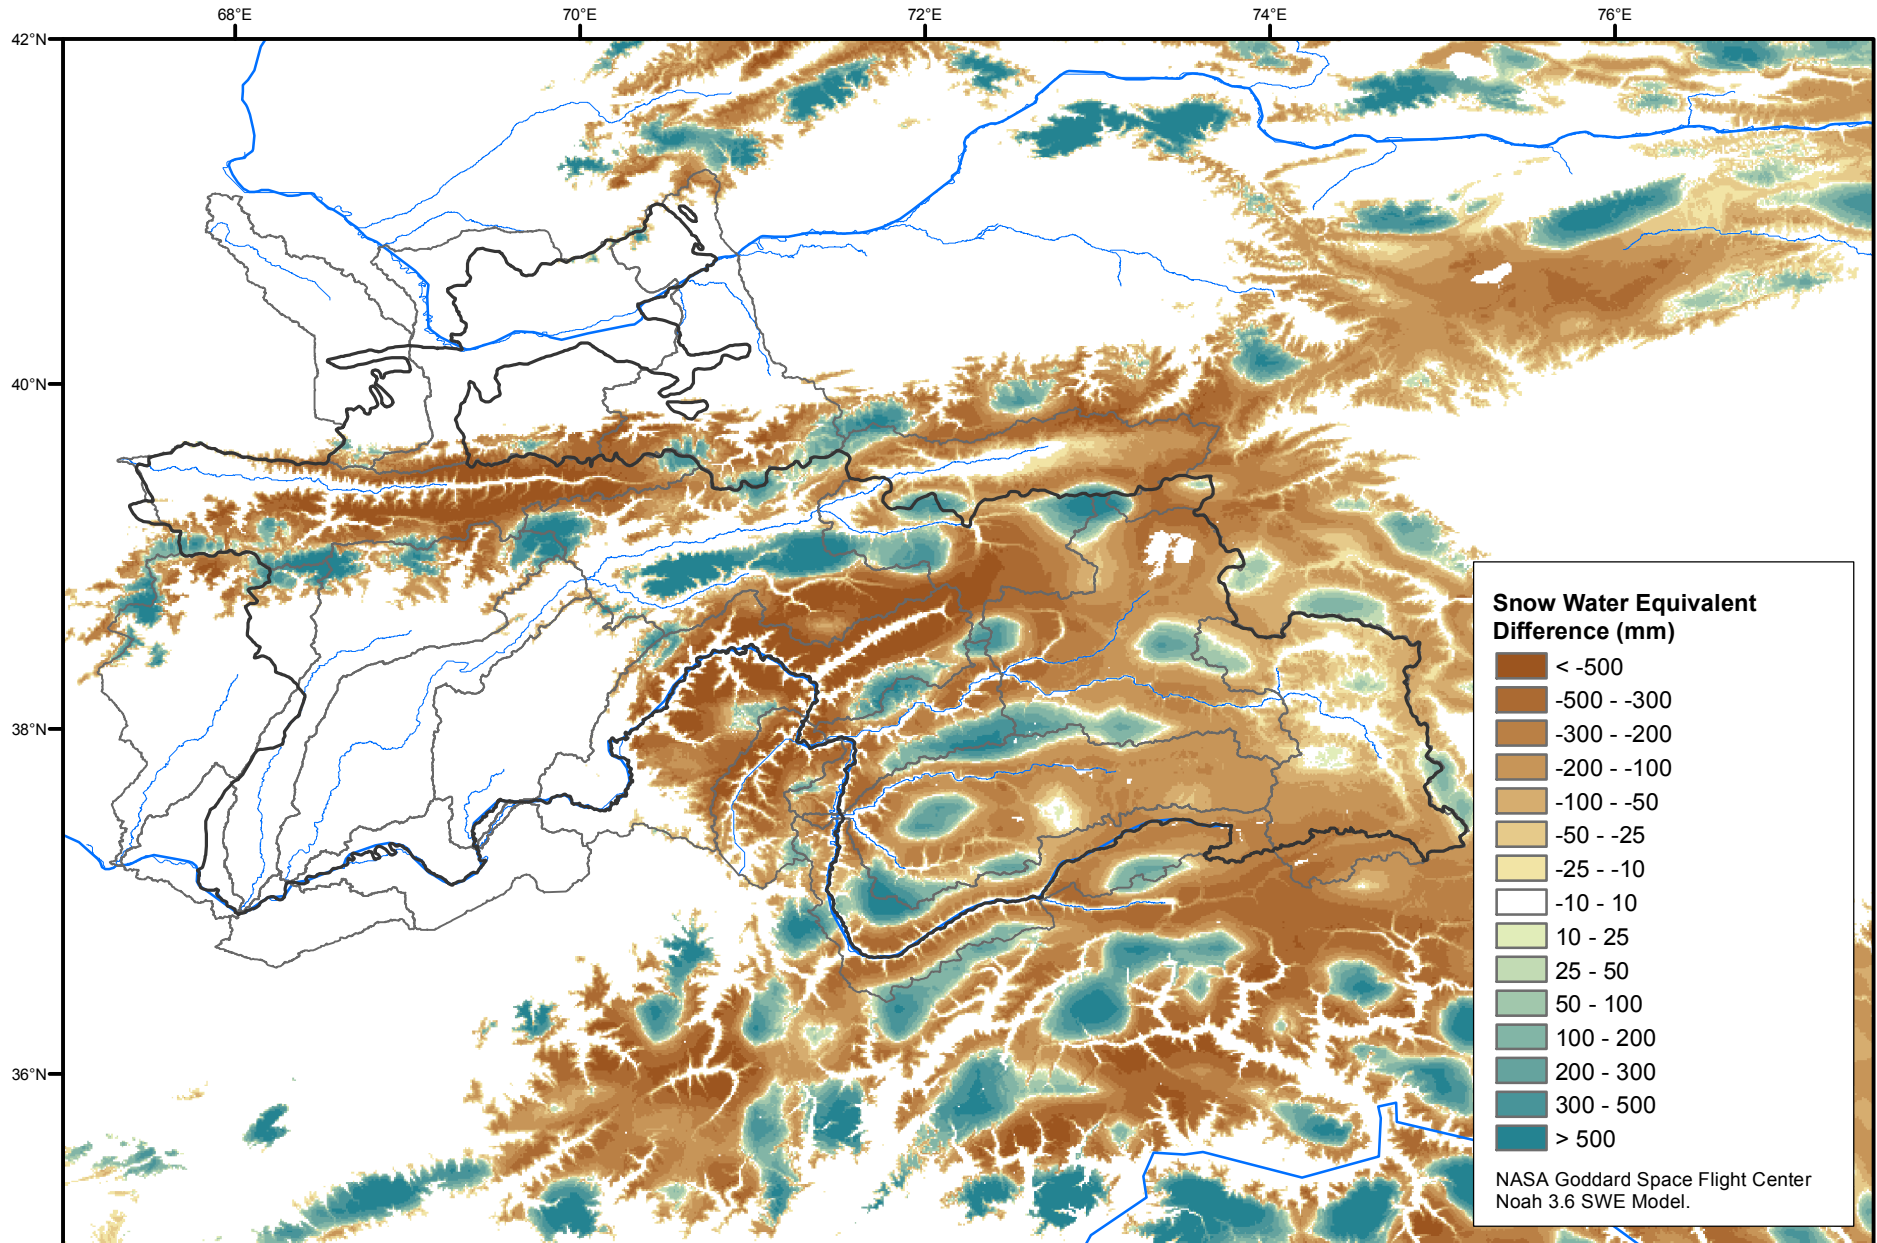 68°E 70°E 72°E 74°E 76°E
42°N
40°N
38°N
36°N
Snow Water Equivalent
Difference (mm)
< -500
-500 - -300
-300 - -200
-200 - -100
-100 - -50
-50 - -25
-25 - -10
-10 - 10
10 - 25
25 - 50
50 - 100
100 - 200
200 - 300
300 - 500
> 500
NASA Goddard Space Flight Center
Noah 3.6 SWE Model.